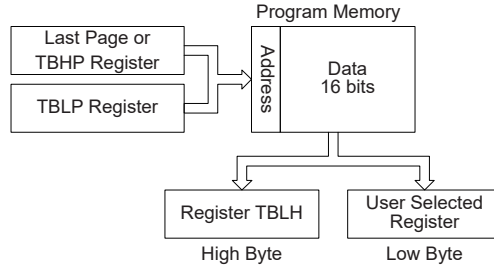 Program Memory
Last Page or
TBHP Register
TBLP Register
Address
Data
16 bits
Register TBLH
User Selected
Register
High Byte
Low Byte